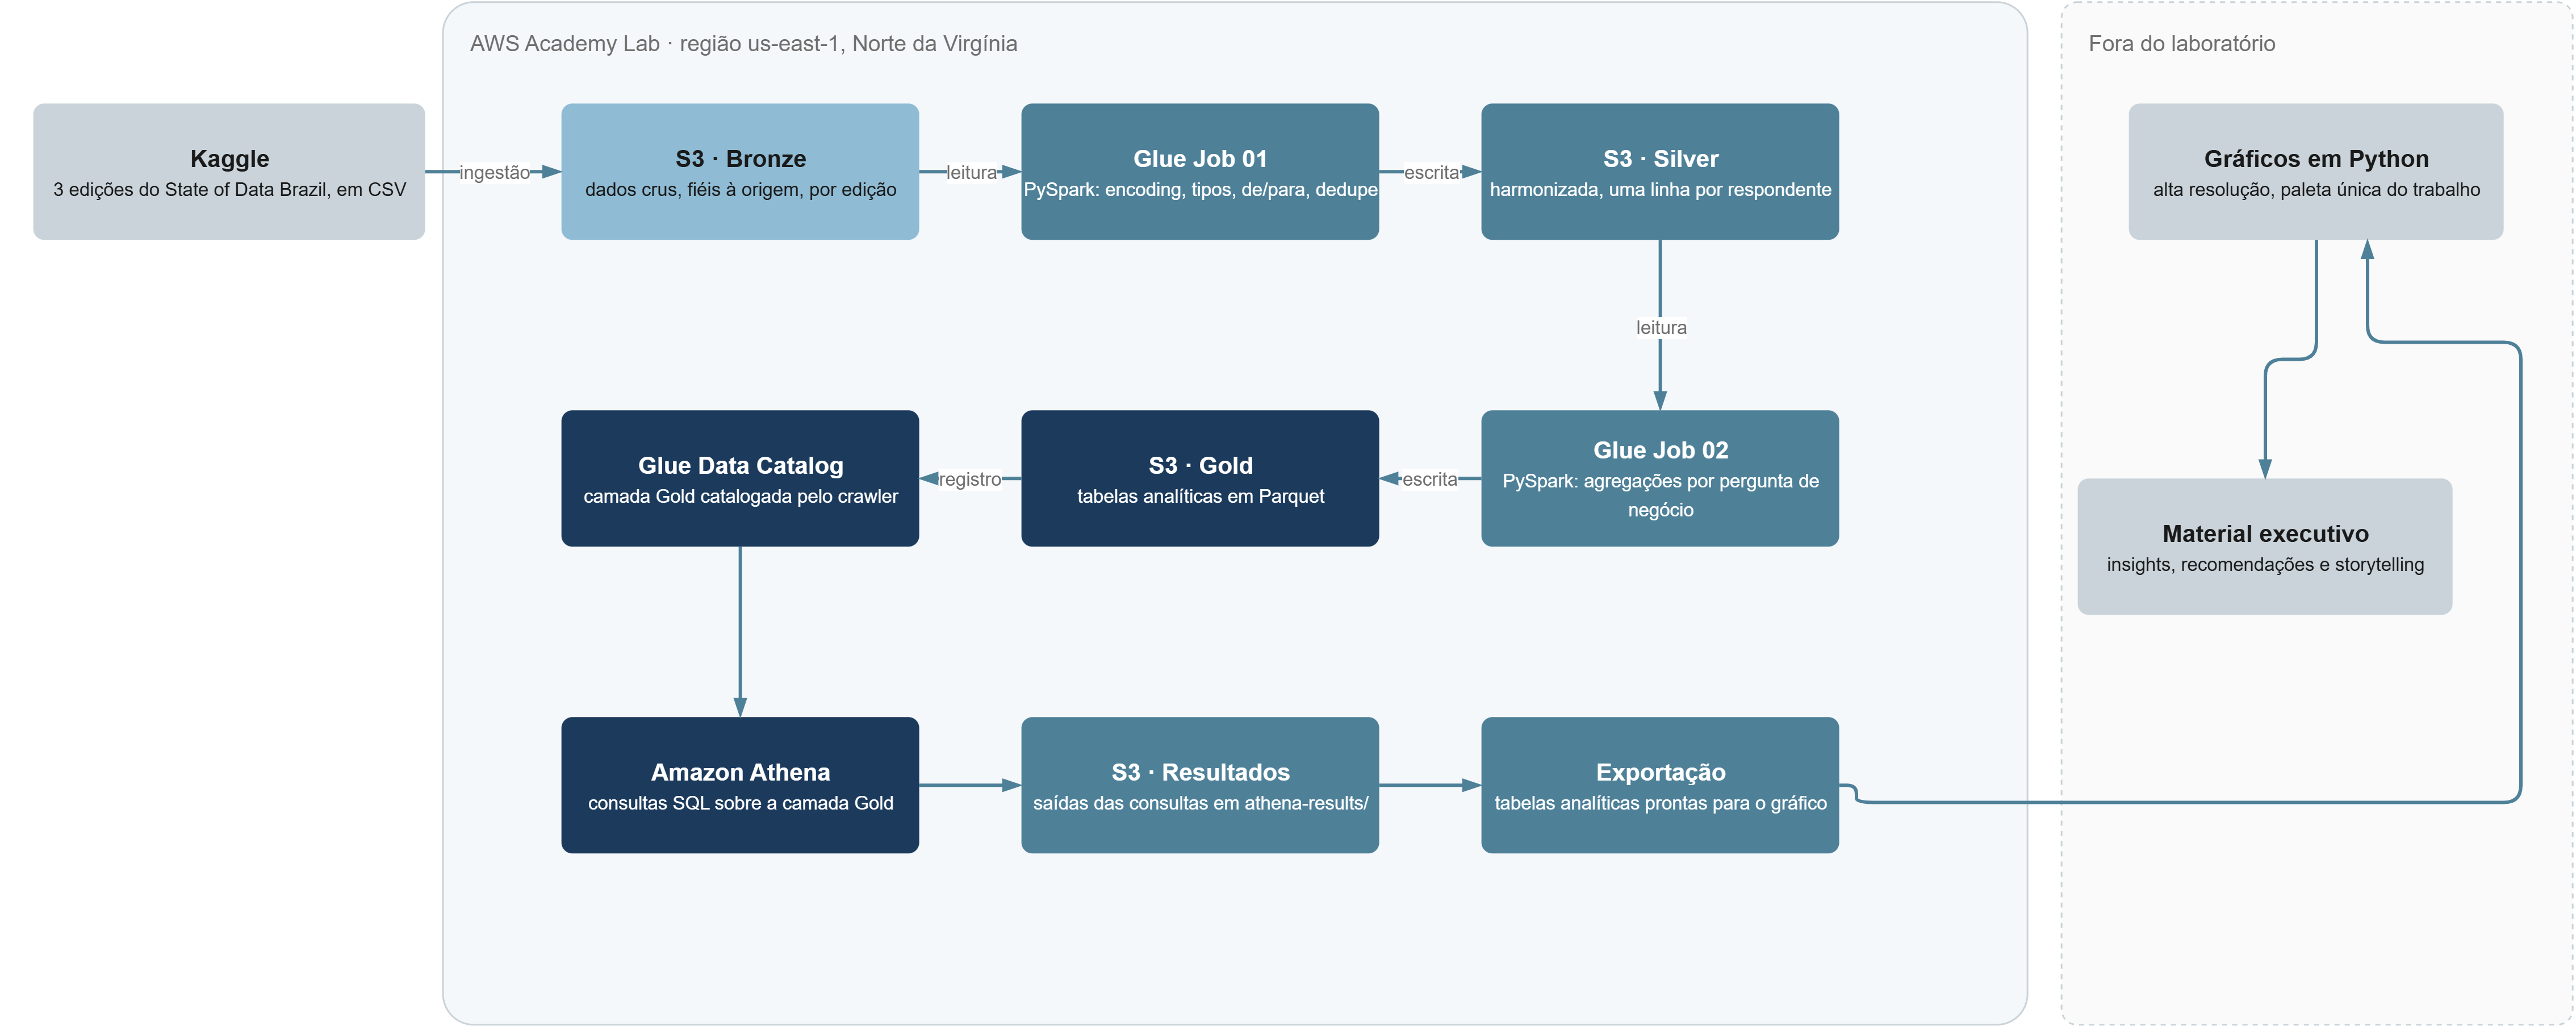 AWS Academy Lab · região us-east-1, Norte da Virgínia
Fora do laboratório
Kaggle
3 edições do State of Data Brazil, em CSV
ingestão
S3 · Bronze
dados crus, fiéis à origem, por edição
leitura
Glue Job 01
PySpark: encoding, tipos, de/para, dedupe
escrita
S3 · Silver
harmonizada, uma linha por respondente
Gráficos em Python
alta resolução, paleta única do trabalho
leitura
Glue Data Catalog
camada Gold catalogada pelo crawler
registro
S3 · Gold
tabelas analíticas em Parquet
escrita
Glue Job 02
PySpark: agregações por pergunta de
negócio
Material executivo
insights, recomendações e storytelling
Amazon Athena
consultas SQL sobre a camada Gold
S3 · Resultados
saídas das consultas em athena-results/
Exportação
tabelas analíticas prontas para o gráfico